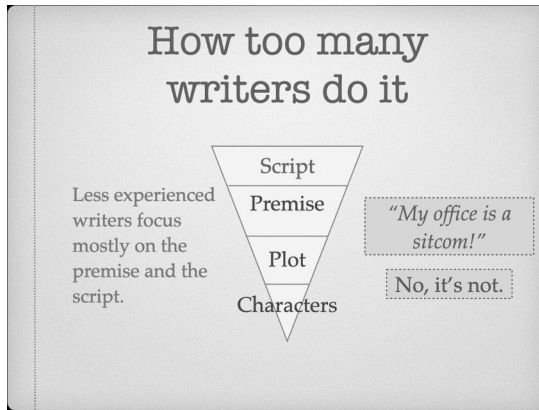 How too many
writers do it
Less experienced
writers focus
mostly on the
premise and the
script.
Script
Premise
Plot
Characters
“My office is a
sitcom!”
No, it’s not.